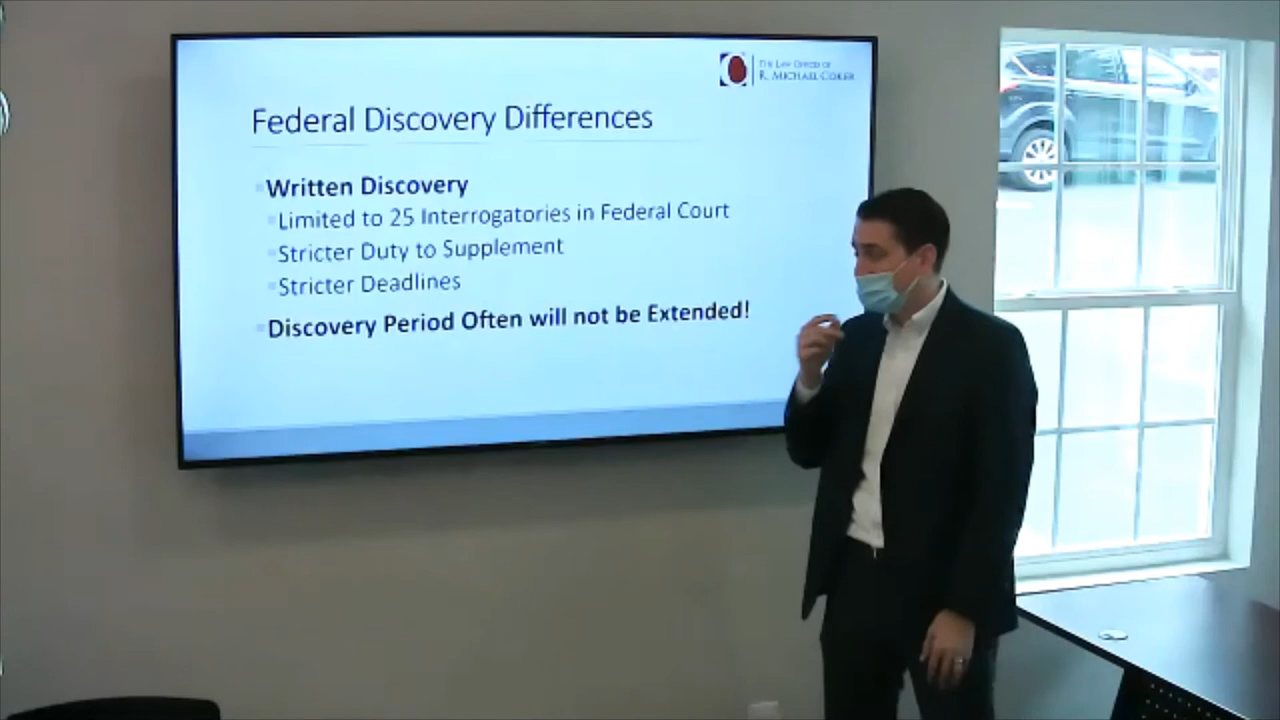 THE LAW OFFICES OF
R. MICHAEL COKER
Federal Discovery Differences
Written Discovery
Limited to 25 Interrogatories in Federal Court
Stricter Duty to Supplement
Stricter Deadlines
Discovery Period Often will not be Extended!